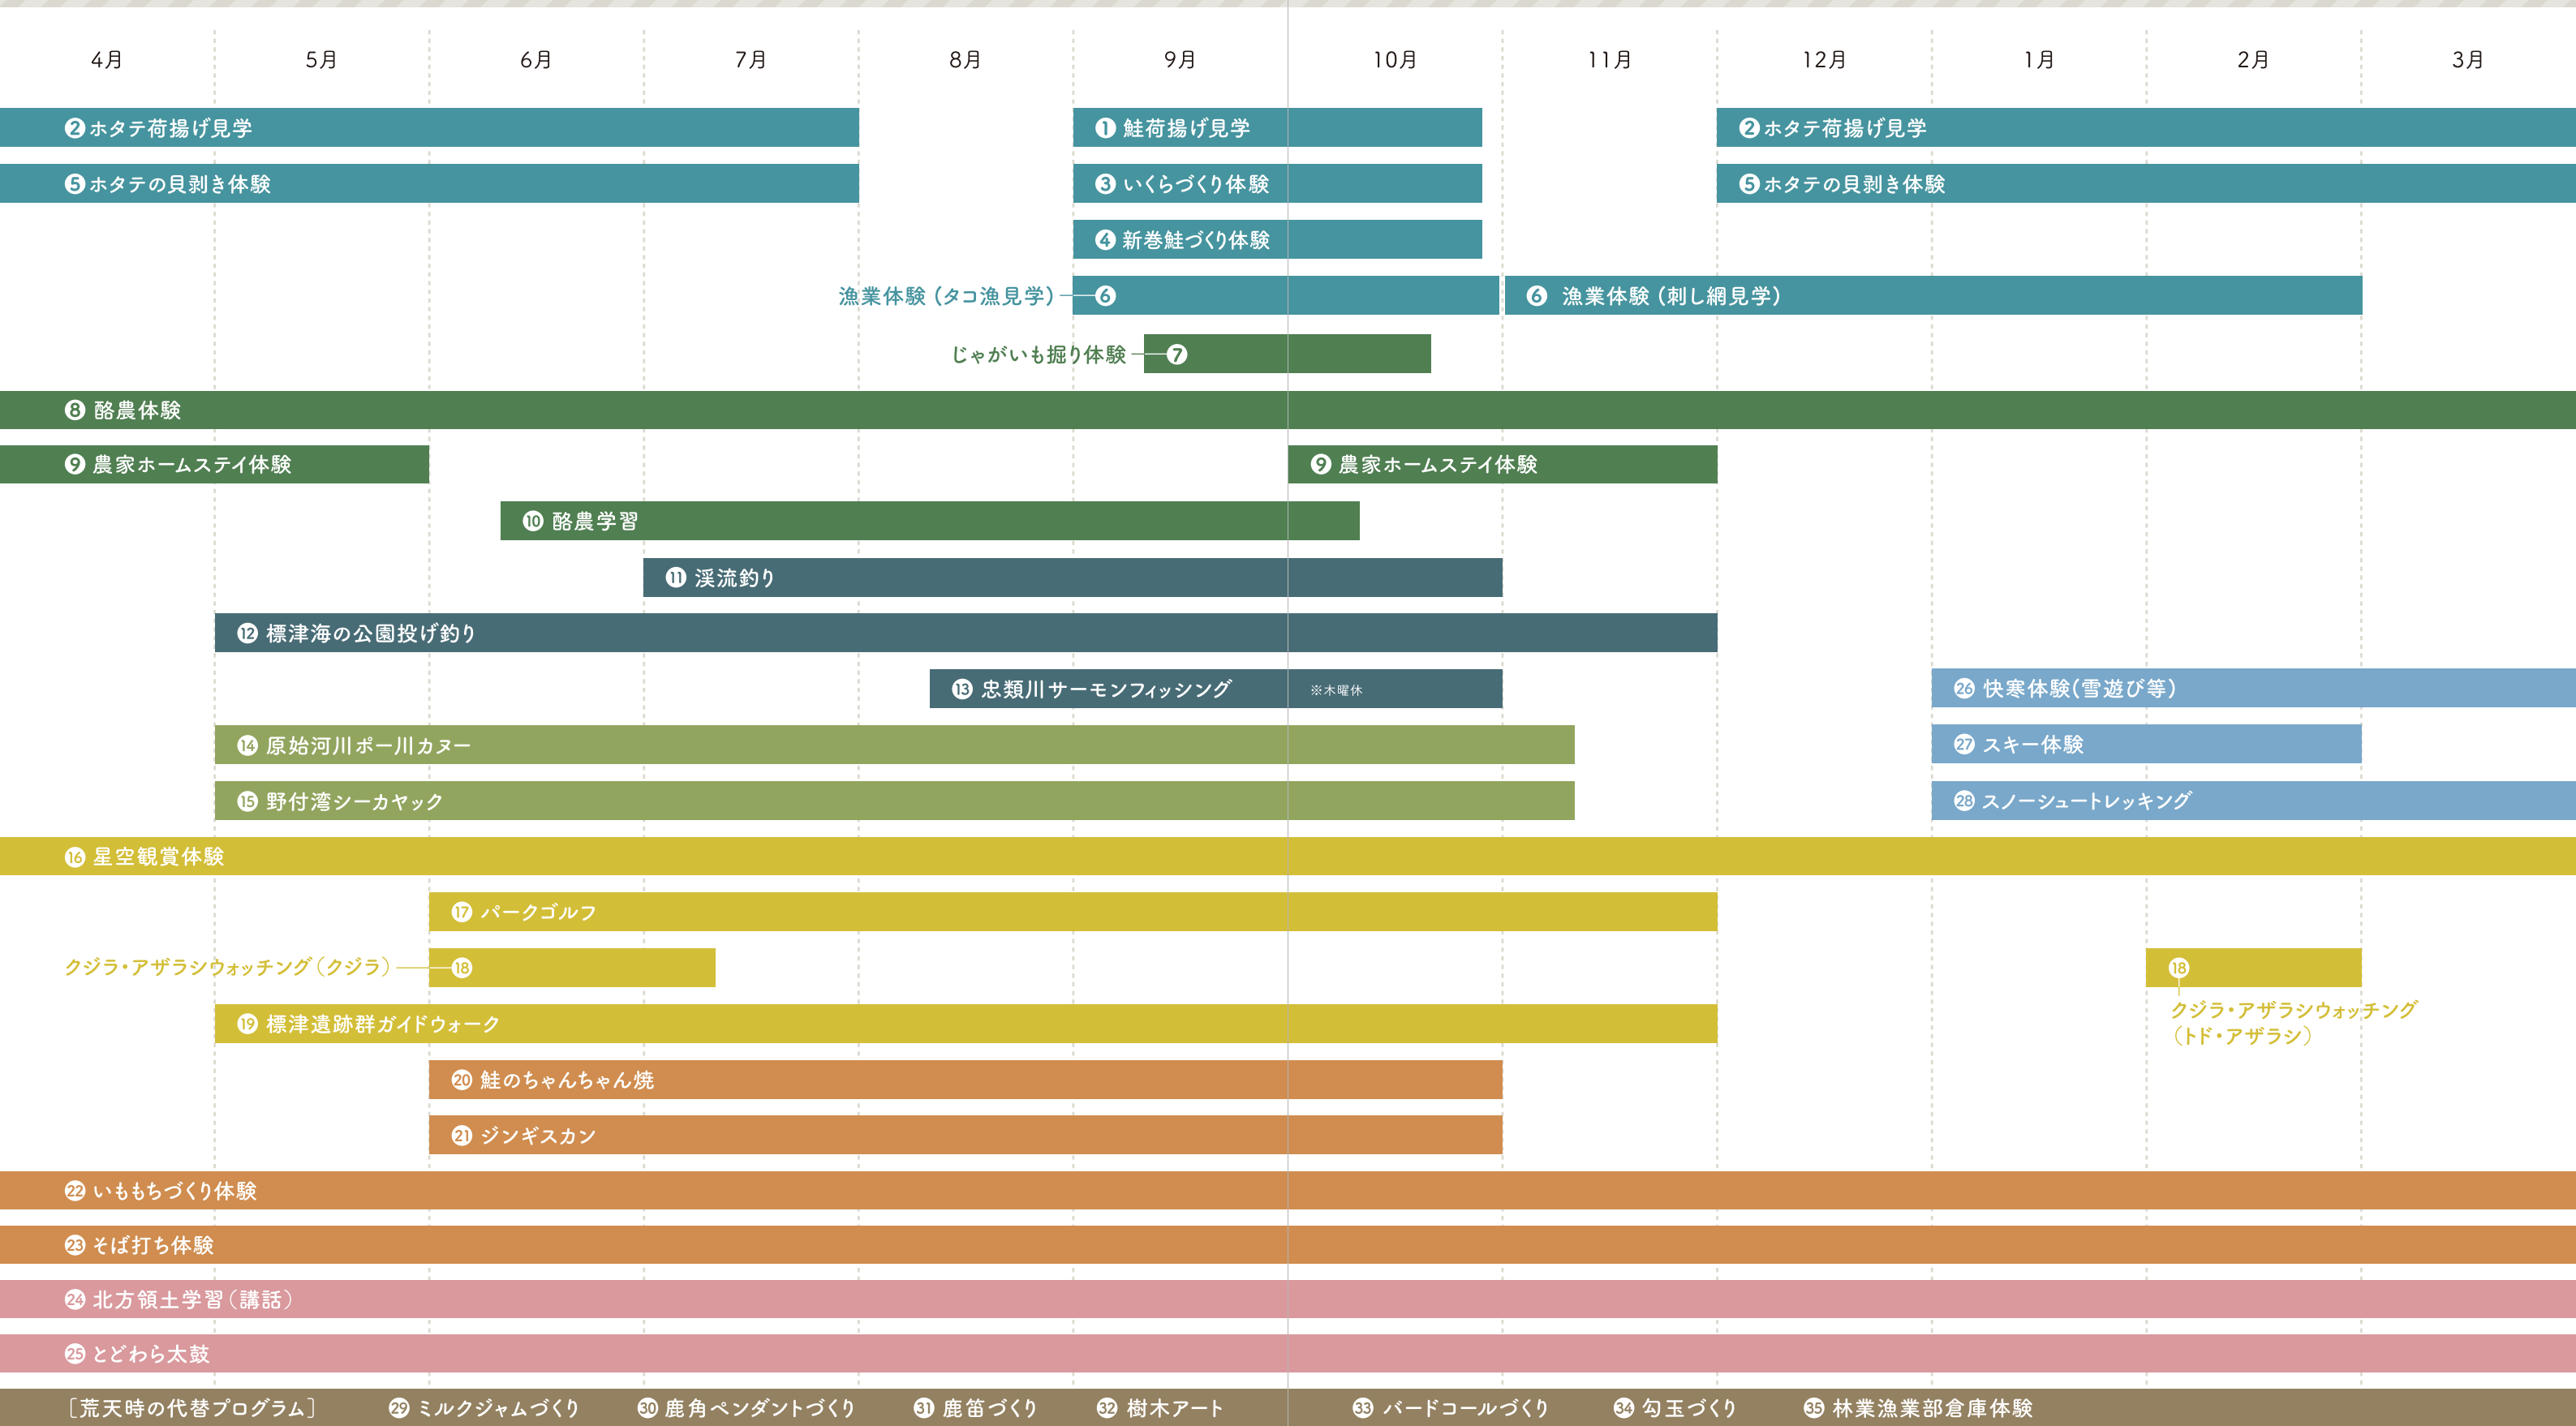 4月 5月 6月 7月 8月 9月 10月 11月 12月 1月 2月 3月
❷ホタテ荷揚げ見学 ❶鮭荷揚げ見学 ❷ホタテ荷揚げ見学
❺ホタテの貝剥き体験 ❸いくらづくり体験 ❺ホタテの貝剥き体験
❹新巻鮭づくり体験
漁業体験（タコ漁見学） ❻ ❻ 漁業体験（刺し網見学）
じゃがいも掘り体験 ❼
❽ 酪農体験
❾ 農家ホームステイ体験 ❾ 農家ホームステイ体験
❿ 酪農学習
⓫ 渓流釣り
⓬ 標津海の公園投げ釣り
⓭ 忠類川サーモンフィッシング ※木曜休 26 快寒体験(雪遊び等)
⓮ 原始河川ポー川カヌー 27 スキー体験
⓯ 野付湾シーカヤック 28 スノーシュートレッキング
⓰ 星空観賞体験
⓱ パークゴルフ
クジラ・アザラシウォッチング（クジラ） ⓲ ⓲
クジラ・アザラシウォッチング
（トド・アザラシ）
⓳ 標津遺跡群ガイドウォーク
⓴ 鮭のちゃんちゃん焼
21 ジンギスカン
22 いももちづくり体験
23 そば打ち体験
24 北方領土学習（講話）
25 とどわら太鼓
［荒天時の代替プログラム］ 29 ミルクジャムづくり 30 鹿角ペンダントづくり 31 鹿笛づくり 32 樹木アート 33 バードコールづくり 34 勾玉づくり 35 林業漁業部倉庫体験